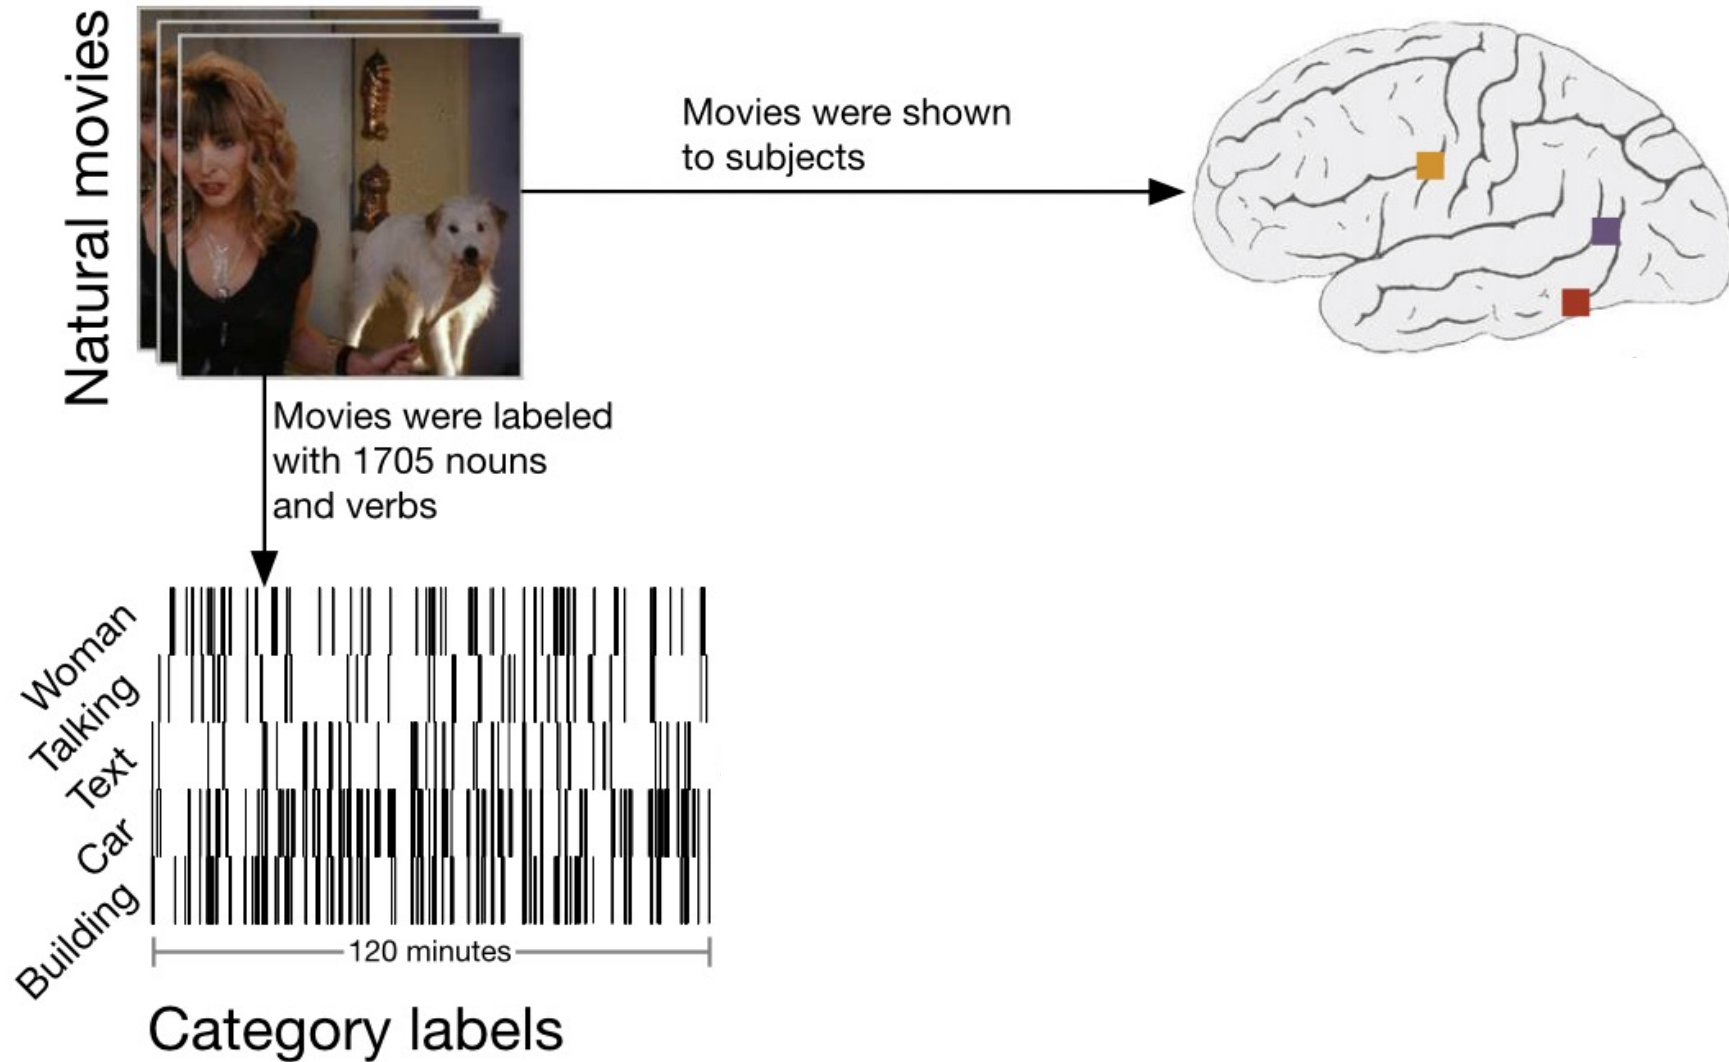 Natural movies
Movies were shown
to subjects
Movies were labeled
with 1705 nouns
and verbs
Woman
Talking
Text
Car
Building
120 minutes
Category labels